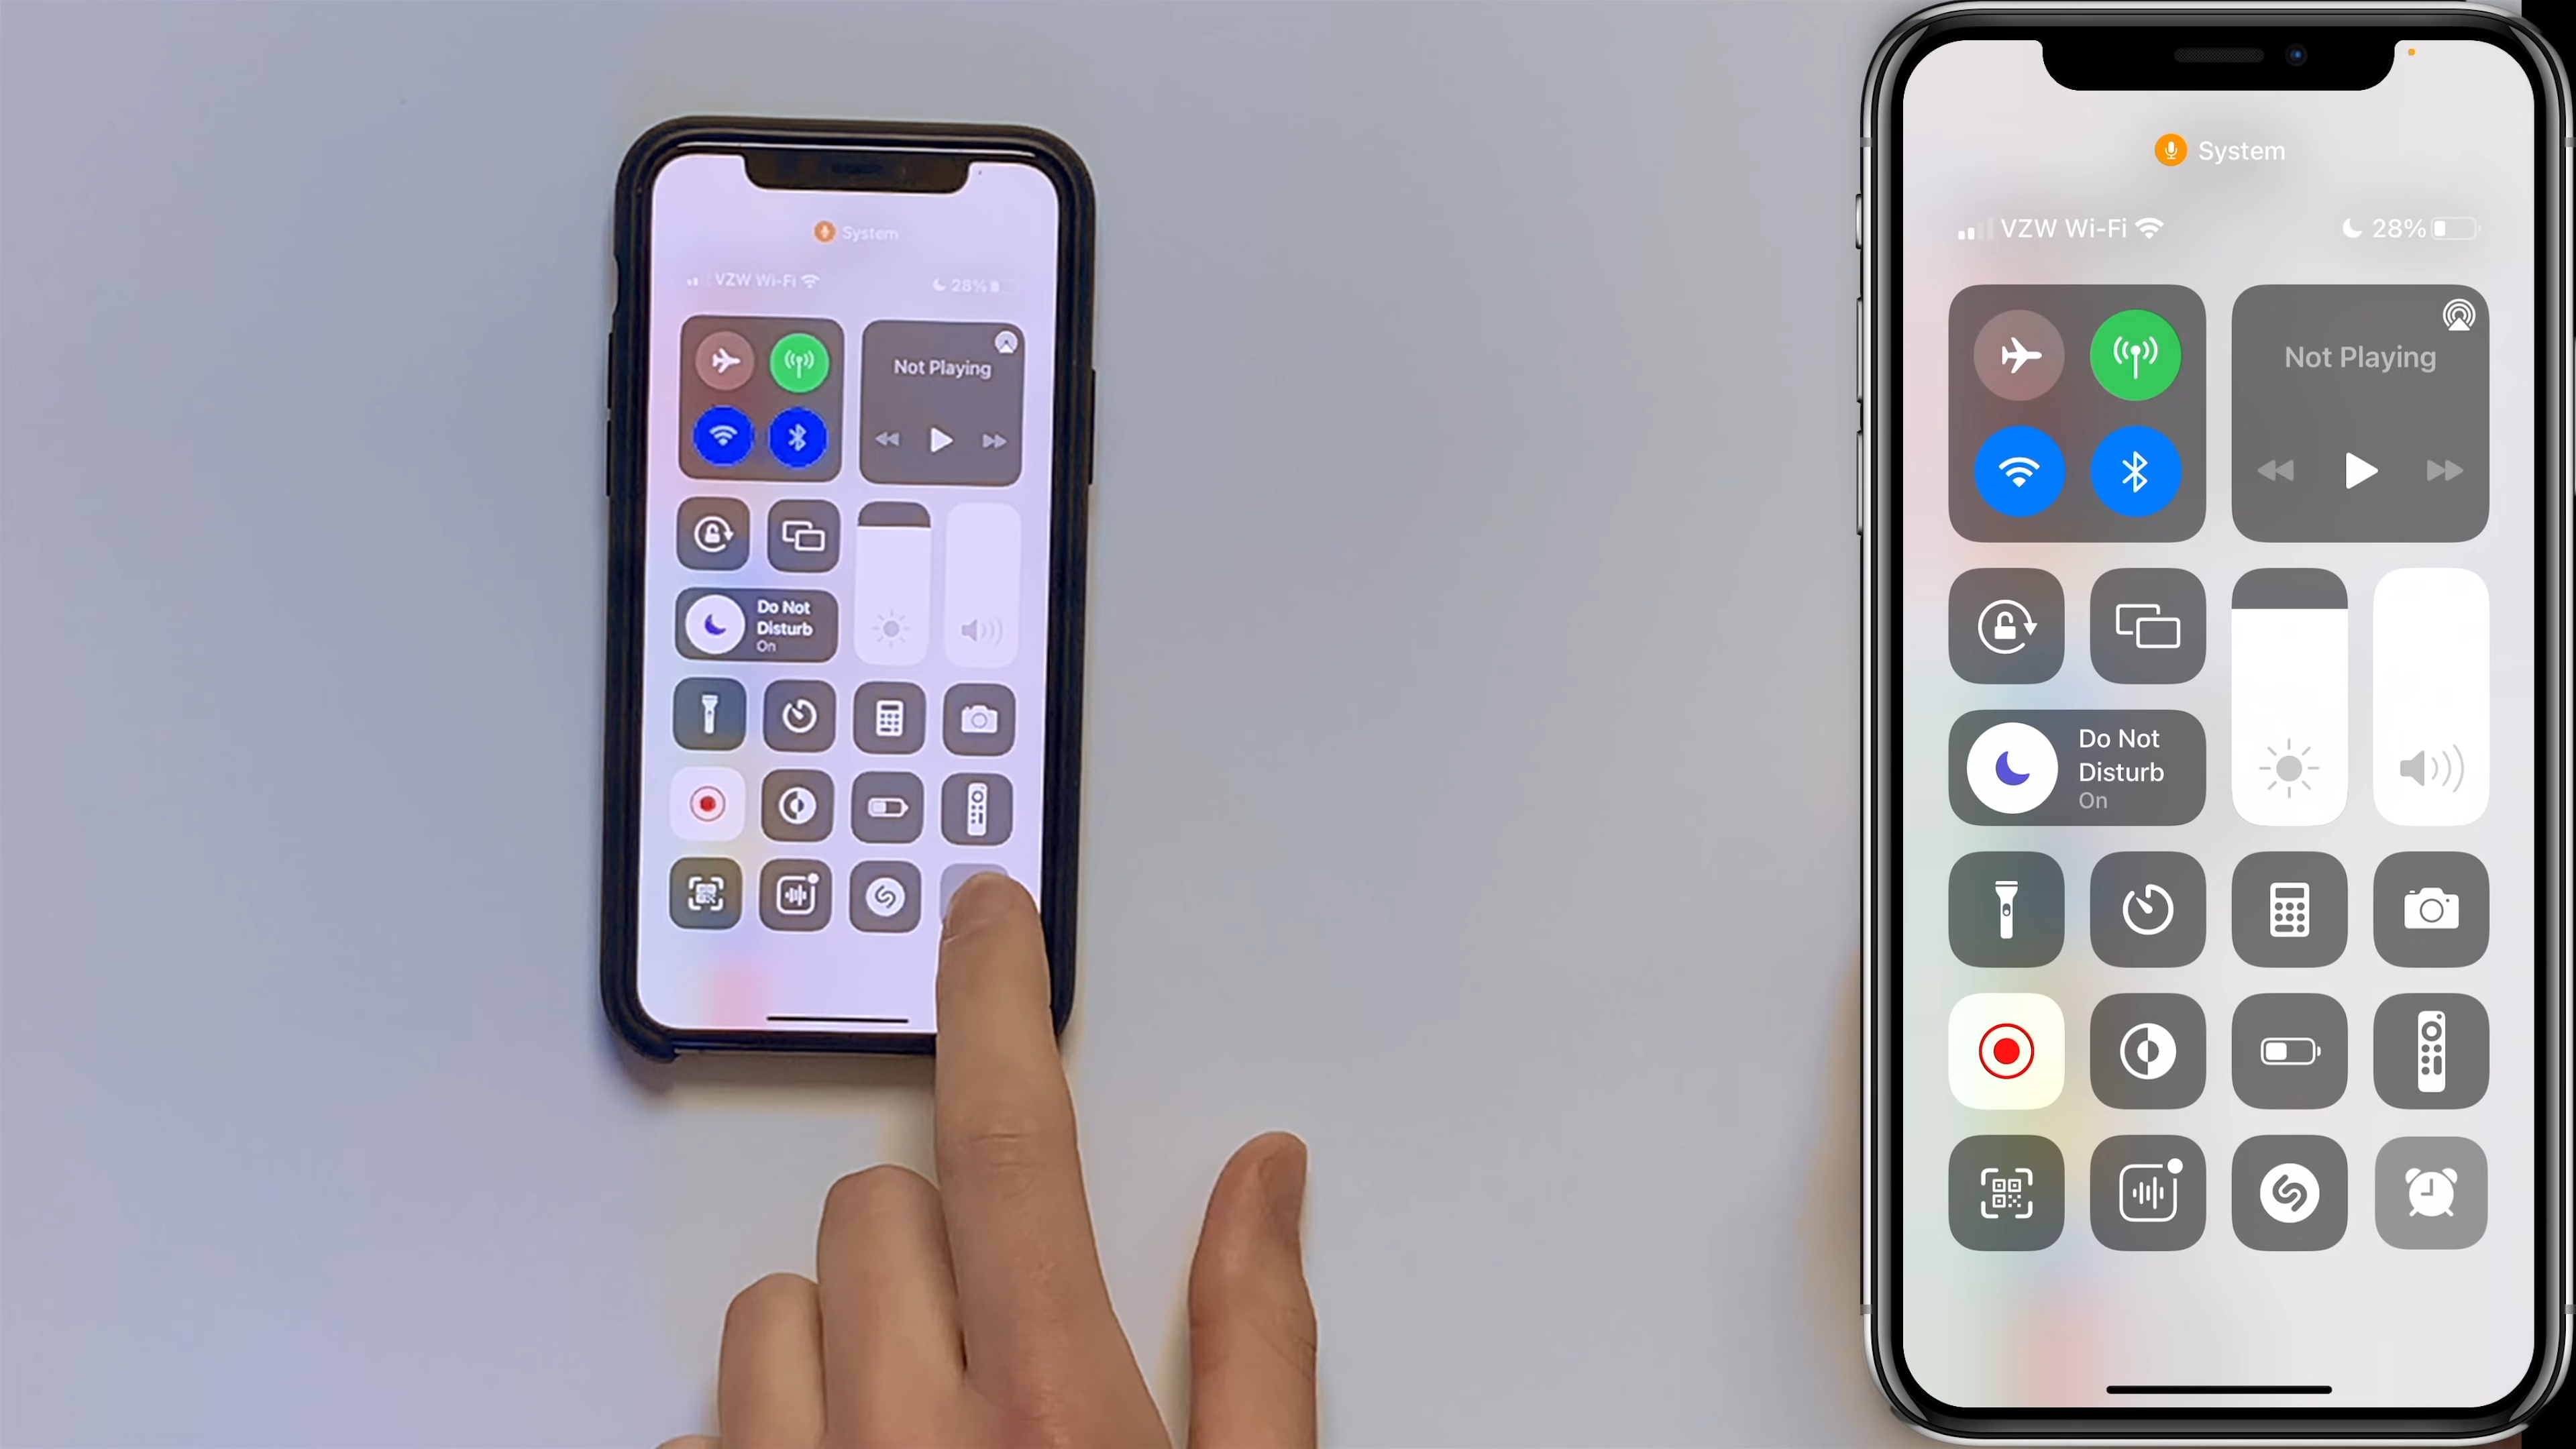 System
VZW Wi-Fi
28%
Not Playing
Do Not
Disturb
On
System
VZW Wi-Fi
28%
Not Playing
Do Not
Disturb
On